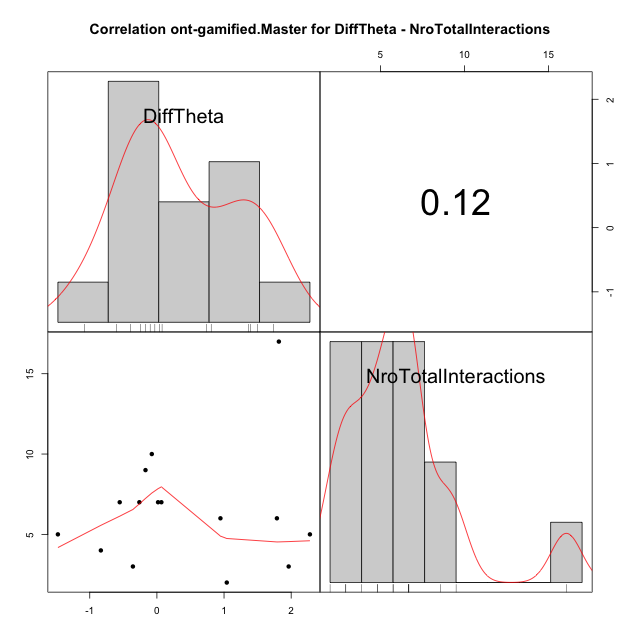 Correlation ont-gamified.Master for DiffTheta - NroTotalInteractions
5 10 15
DiffTheta
0.12
2
1
0
-1
NroTotalInteractions
15
10
5
-1 0 1 2